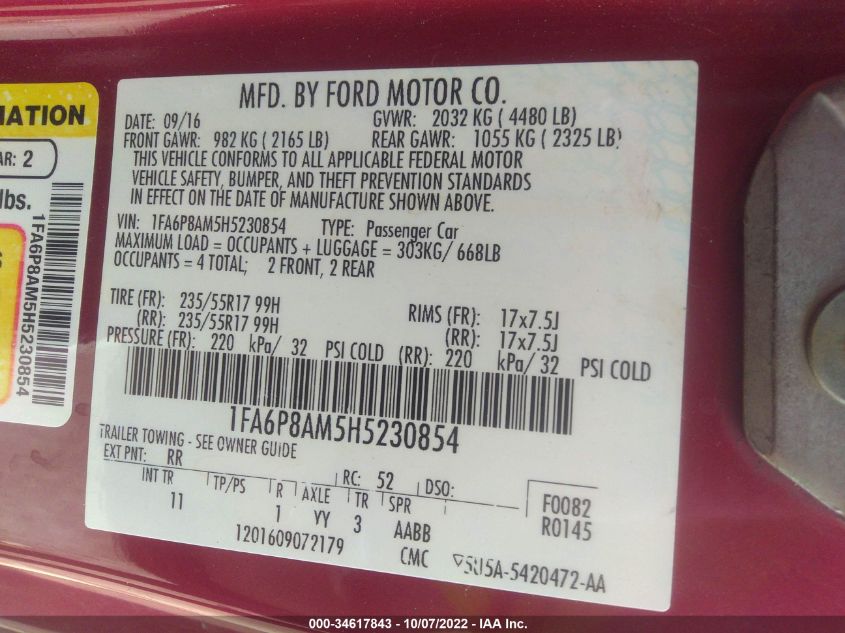 MATION
AR: 2
lbs.
1FA6P8AM5H5230854
MFD. BY FORD MOTOR CO.
DATE: 09/16 GVWR: 2032 KG ( 4480 LB)
FRONT GAWR: 982 KG ( 2165 LB) REAR GAWR: 1055 KG ( 2325 LB)
THIS VEHICLE CONFORMS TO ALL APPLICABLE FEDERAL MOTOR
VEHICLE SAFETY, BUMPER, AND THEFT PREVENTION STANDARDS
IN EFFECT ON THE DATE OF MANUFACTURE SHOWN ABOVE.
VIN: 1FA6P8AM5H5230854 TYPE: Passenger Car
MAXIMUM LOAD = OCCUPANTS + LUGGAGE = 303KG/ 668LB
OCCUPANTS = 4 TOTAL; 2 FRONT, 2 REAR
TIRE (FR): 235/55R17 99H RIMS (FR): 17x7.5J
(RR): 235/55R17 99H (RR): 17x7.5J
PRESSURE (FR): 220 kPa/ 32 PSI COLD (RR): 220 kPa/ 32 PSI COLD
1FA6P8AM5H5230854
TRAILER TOWING - SEE OWNER GUIDE
EXT PNT: RR RC: 52 DSO:
INT TR TP/PS R AXLE TR SPR F0082
11 1 YY 3 AABB R0145
1201609072179 CMC 5U5A-5420472-AA
000-34617843 - 10/07/2022 - IAA Inc.